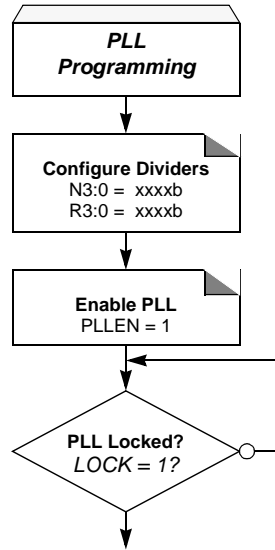 PLL
Programming
Configure Dividers
N3:0 = xxxxb
R3:0 = xxxxb
Enable PLL
PLLEN = 1
PLL Locked?
LOCK = 1?